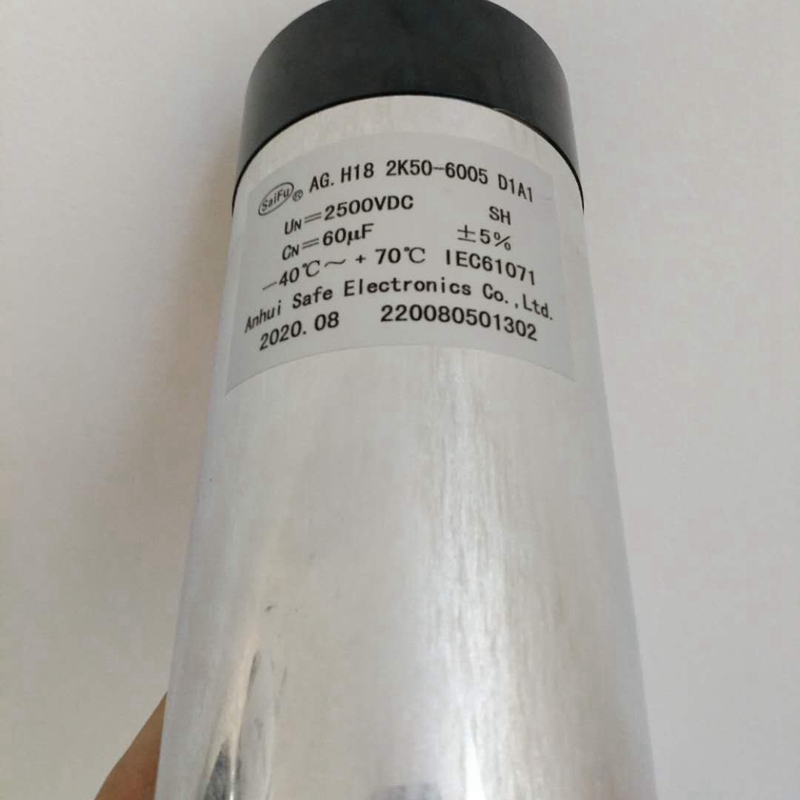 SaiFu ® AG.H18 2K50-6005 D1A1
UN=2500VDC SH
CN=60μF ±5%
-40℃~+70℃ IEC61071
Anhui Safe Electronics Co.,Ltd.
2020.08 220080501302